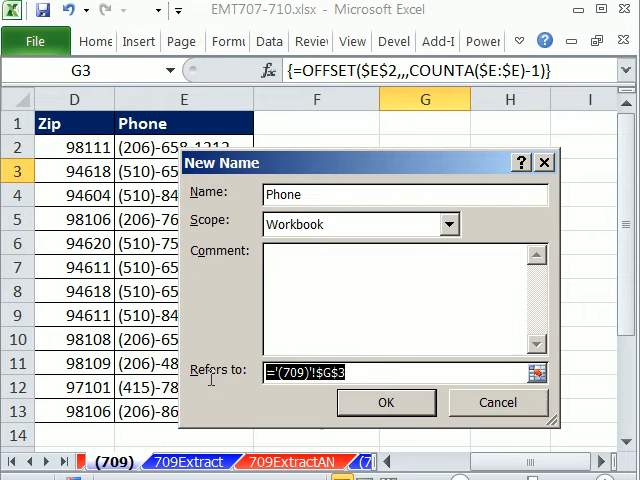 EMT707-710.xlsx - Microsoft Excel
File Home Insert Page Formu Data Reviev View Devel Add-I Power
G3 fx {=OFFSET($E$2,,,COUNTA($E:$E)-1)}
D E F G H I
1 Zip Phone
2 98111 (206)-658-1212
3 94618 (510)-65
4 94604 (510)-84
5 98106 (206)-76
6 94620 (510)-75
7 94611 (510)-65
8 94618 (510)-65
9 94611 (510)-84
10 98108 (206)-65
11 98109 (206)-48
12 97101 (415)-78
13 98106 (206)-86
14
New Name
Name: Phone
Scope: Workbook
Comment:
Refers to: ='(709)'!$G$3
OK Cancel
(709) 709Extract 709ExtractAN (7